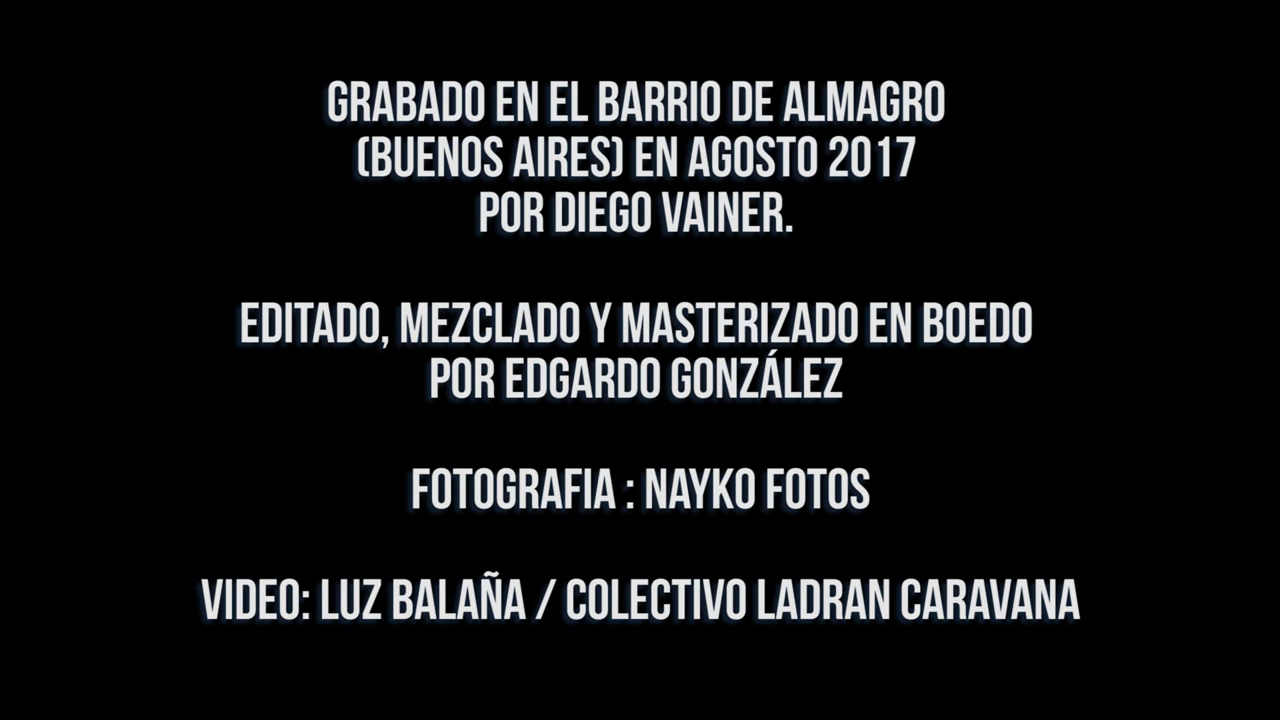 GRABADO EN EL BARRIO DE ALMAGRO
(BUENOS AIRES) EN AGOSTO 2017
POR DIEGO VAINER.
EDITADO, MEZCLADO Y MASTERIZADO EN BOEDO
POR EDGARDO GONZÁLEZ
FOTOGRAFIA : NAYKO FOTOS
VIDEO: LUZ BALAÑA / COLECTIVO LADRAN CARAVANA